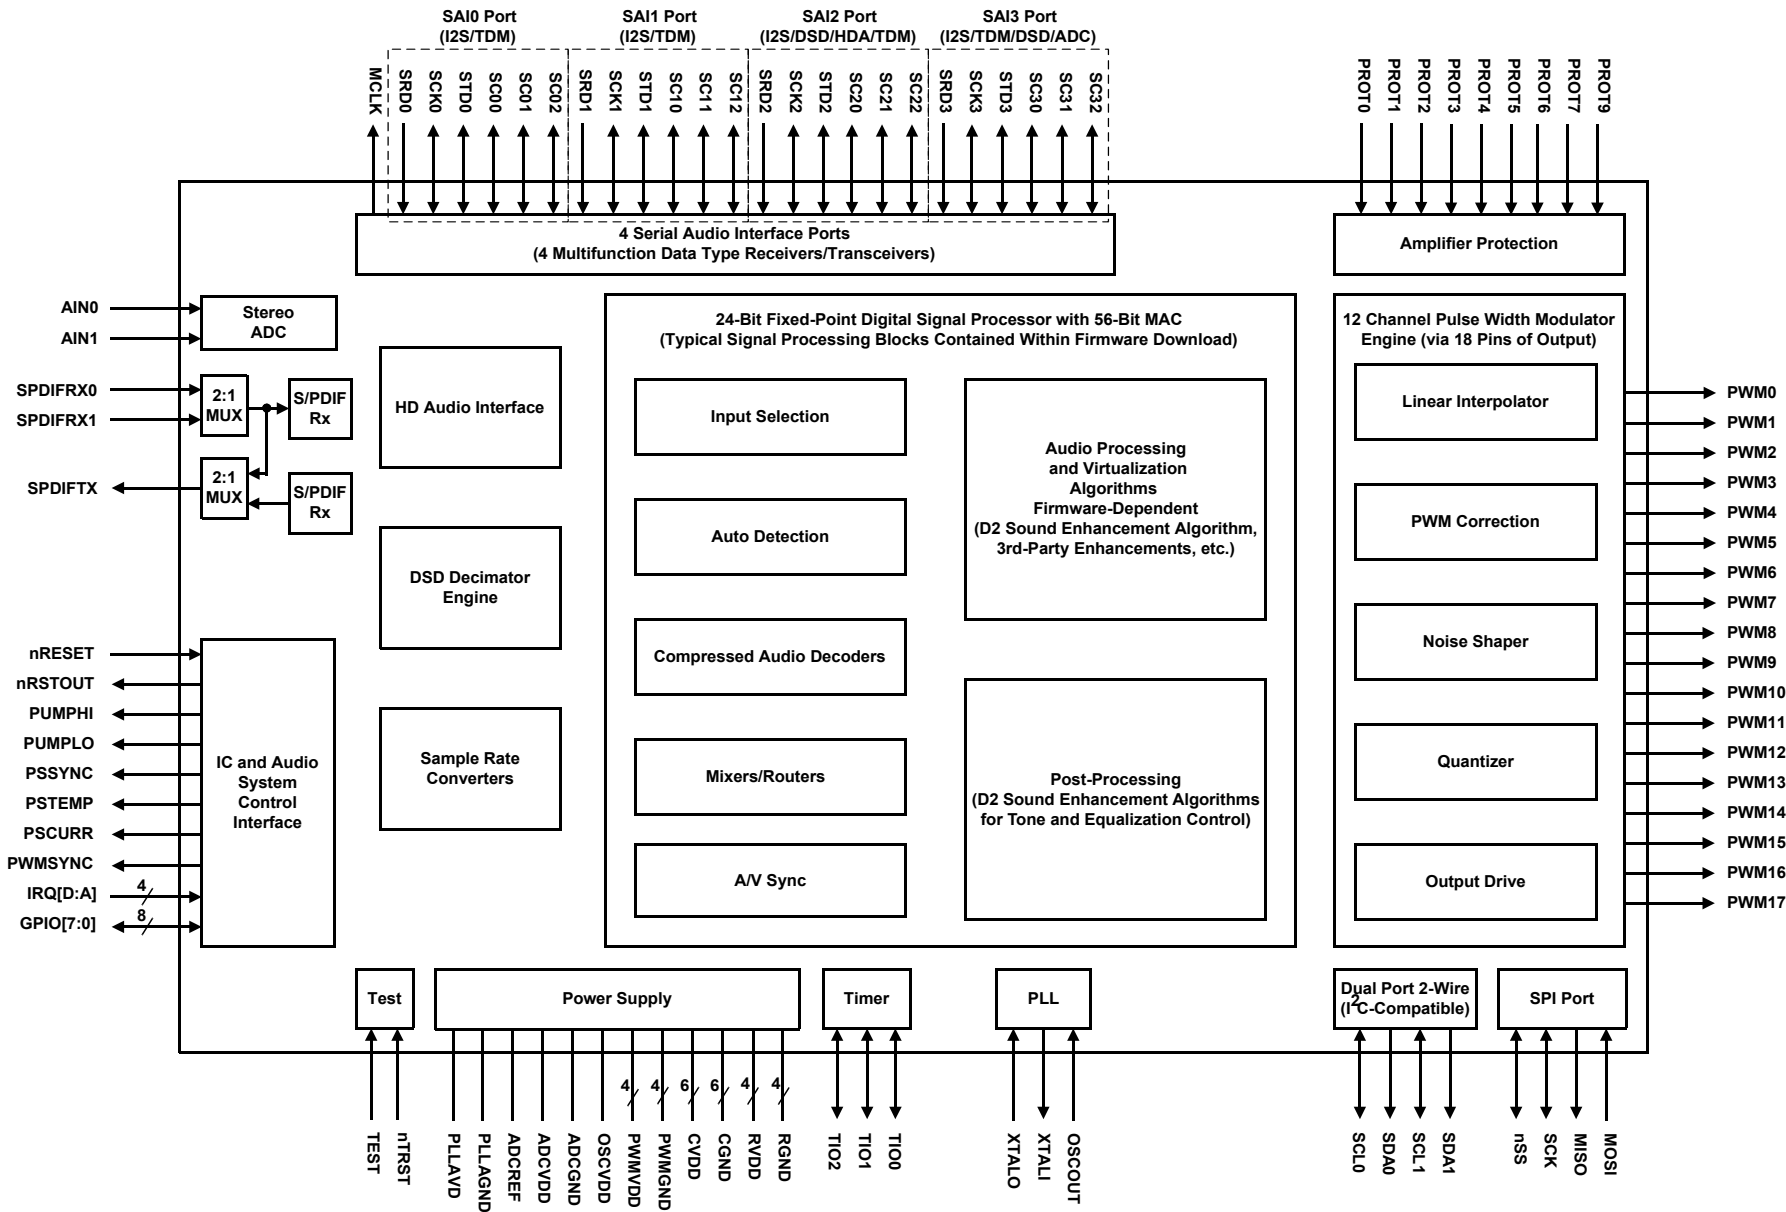 SAI0 Port
(I2S/TDM)
SAI1 Port
(I2S/TDM)
SAI2 Port
(I2S/DSD/HDA/TDM)
SAI3 Port
(I2S/TDM/DSD/ADC)
MCLK
SRD0
SCK0
STD0
SC00
SC01
SC02
SRD1
SCK1
STD1
SC10
SC11
SC12
SRD2
SCK2
STD2
SC20
SC21
SC22
SRD3
SCK3
STD3
SC30
SC31
SC32
PROT0
PROT1
PROT2
PROT3
PROT4
PROT5
PROT6
PROT7
PROT9
4 Serial Audio Interface Ports
(4 Multifunction Data Type Receivers/Transceivers)
Amplifier Protection
AIN0
AIN1
Stereo
ADC
SPDIFRX0
SPDIFRX1
2:1
MUX
S/PDIF
Rx
SPDIFTX
2:1
MUX
S/PDIF
Rx
HD Audio Interface
DSD Decimator
Engine
Sample Rate
Converters
24-Bit Fixed-Point Digital Signal Processor with 56-Bit MAC
(Typical Signal Processing Blocks Contained Within Firmware Download)
Input Selection
Auto Detection
Compressed Audio Decoders
Mixers/Routers
A/V Sync
Audio Processing
and Virtualization
Algorithms
Firmware-Dependent
(D2 Sound Enhancement Algorithm,
3rd-Party Enhancements, etc.)
Post-Processing
(D2 Sound Enhancement Algorithms
for Tone and Equalization Control)
12 Channel Pulse Width Modulator
Engine (via 18 Pins of Output)
Linear Interpolator
PWM Correction
Noise Shaper
Quantizer
Output Drive
PWM0
PWM1
PWM2
PWM3
PWM4
PWM5
PWM6
PWM7
PWM8
PWM9
PWM10
PWM11
PWM12
PWM13
PWM14
PWM15
PWM16
PWM17
nRESET
nRSTOUT
PUMPHI
PUMPLO
PSSYNC
PSTEMP
PSCURR
PWMSYNC
IRQ[D:A]
4
GPIO[7:0]
8
IC and Audio
System
Control
Interface
Test
Power Supply
Timer
PLL
Dual Port 2-Wire
(I2C-Compatible)
SPI Port
4
4
6
6
4
4
TEST
nTRST
PLLAVD
PLLAGND
ADCREF
ADCVDD
ADCGND
OSCVDD
PWMVDD
PWMGND
CVDD
CGND
RVDD
RGND
TIO2
TIO1
TIO0
XTALO
XTALI
OSCOUT
SCL0
SDA0
SCL1
SDA1
nSS
SCK
MISO
MOSI